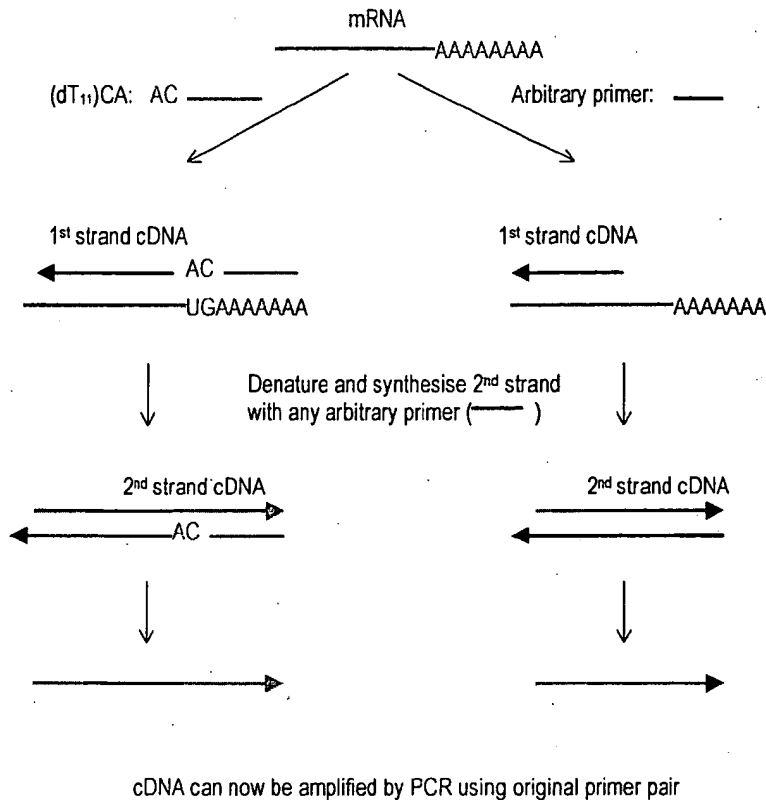 mRNA
AAAAAAAA
(dT₁₁)CA: AC
Arbitrary primer:
1st strand cDNA
1st strand cDNA
AC
UGAAAAAAA
AAAAAAA
Denature and synthesise 2nd strand
with any arbitrary primer ( )
2nd strand cDNA
2nd strand cDNA
AC
cDNA can now be amplified by PCR using original primer pair